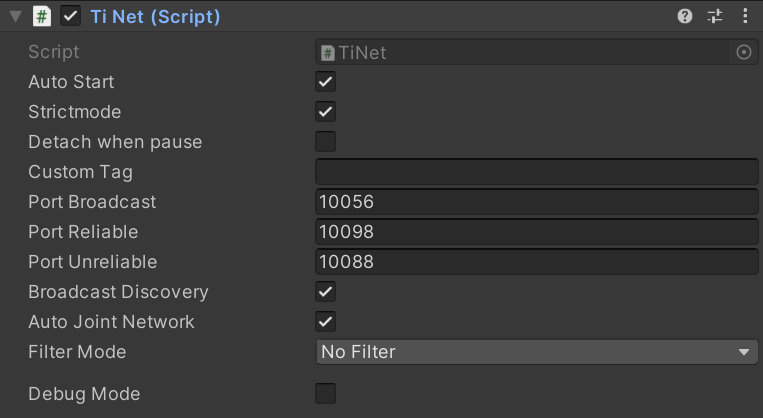 Ti Net (Script)
Script TiNet
Auto Start
Strictmode
Detach when pause
Custom Tag
Port Broadcast 10056
Port Reliable 10098
Port Unreliable 10088
Broadcast Discovery
Auto Joint Network
Filter Mode No Filter
Debug Mode